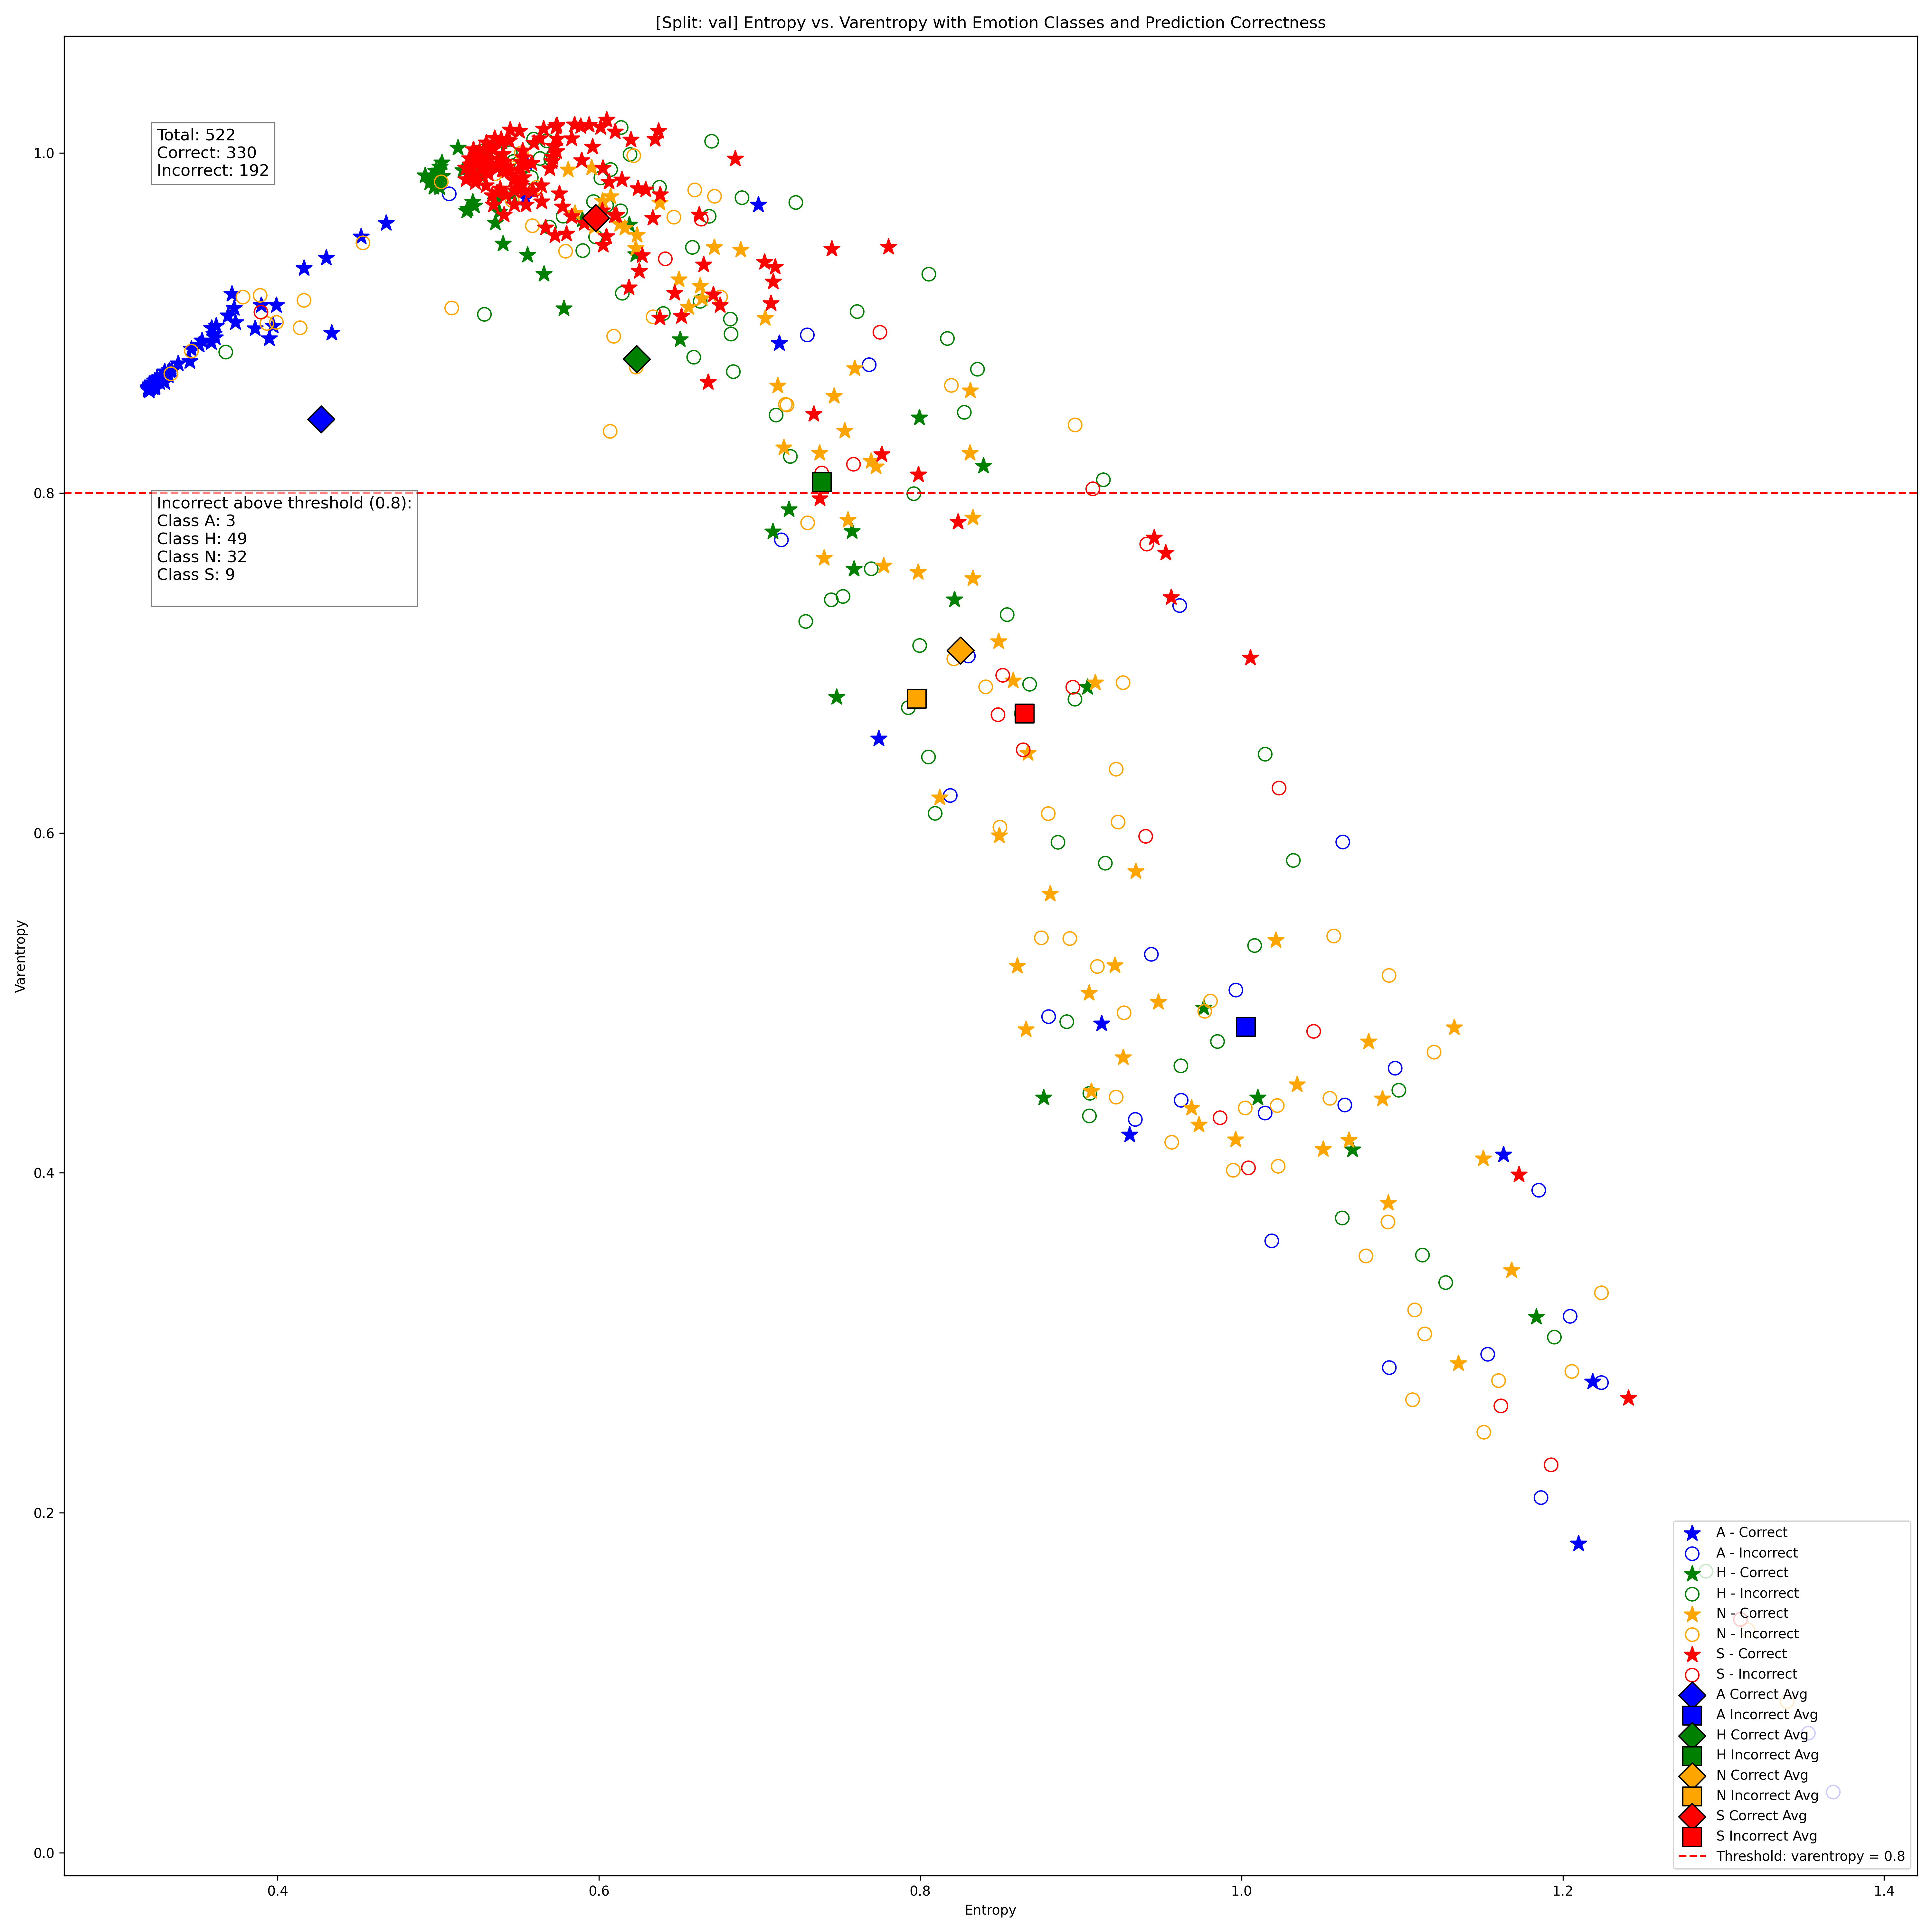 [Split: val] Entropy vs. Varentropy with Emotion Classes and Prediction Correctness
Total: 522
Correct: 330
Incorrect: 192
Incorrect above threshold (0.8):
Class A: 3
Class H: 49
Class N: 32
Class S: 9
Varentropy
1.0
0.8
0.6
0.4
0.2
0.0
0.4
0.6
0.8
1.0
1.2
1.4
Entropy
A - Correct
A - Incorrect
H - Correct
H - Incorrect
N - Correct
N - Incorrect
S - Correct
S - Incorrect
A Correct Avg
A Incorrect Avg
H Correct Avg
H Incorrect Avg
N Correct Avg
N Incorrect Avg
S Correct Avg
S Incorrect Avg
Threshold: varentropy = 0.8